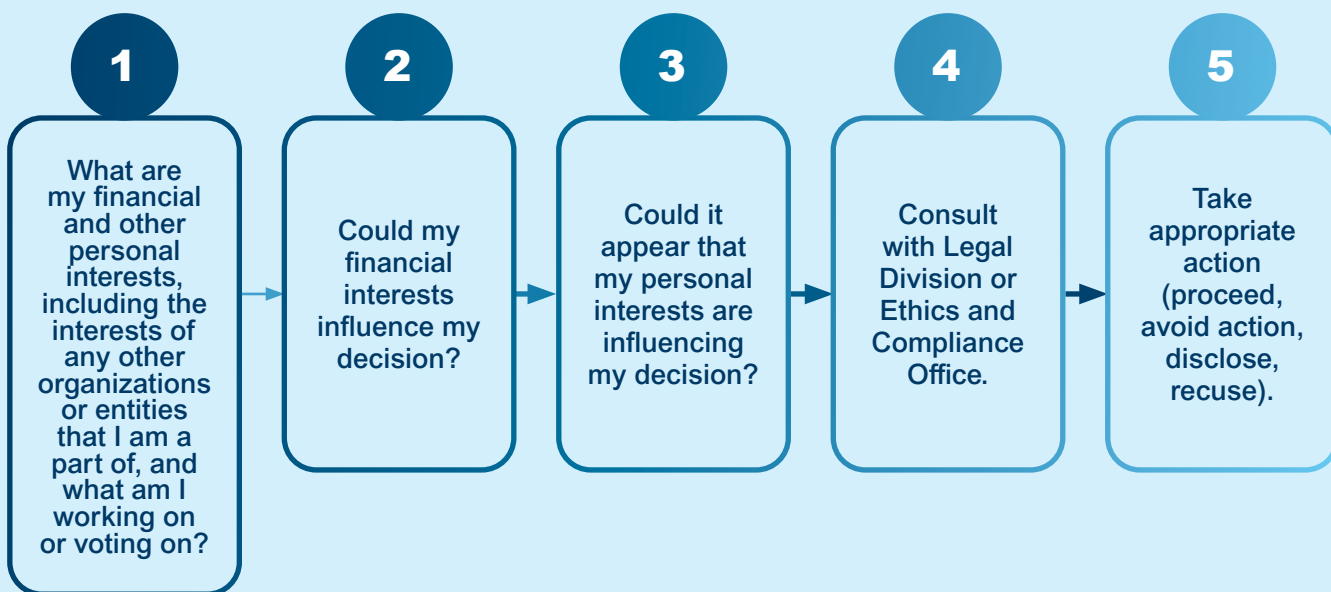 1
What are
my financial
and other
personal
interests,
including the
interests of
any other
organizations
or entities
that I am a
part of, and
what am I
working on
or voting on?
2
Could my
financial
interests
influence my
decision?
3
Could it
appear that
my personal
interests are
influencing
my decision?
4
Consult
with Legal
Division or
Ethics and
Compliance
Office.
5
Take
appropriate
action
(proceed,
avoid action,
disclose,
recuse).